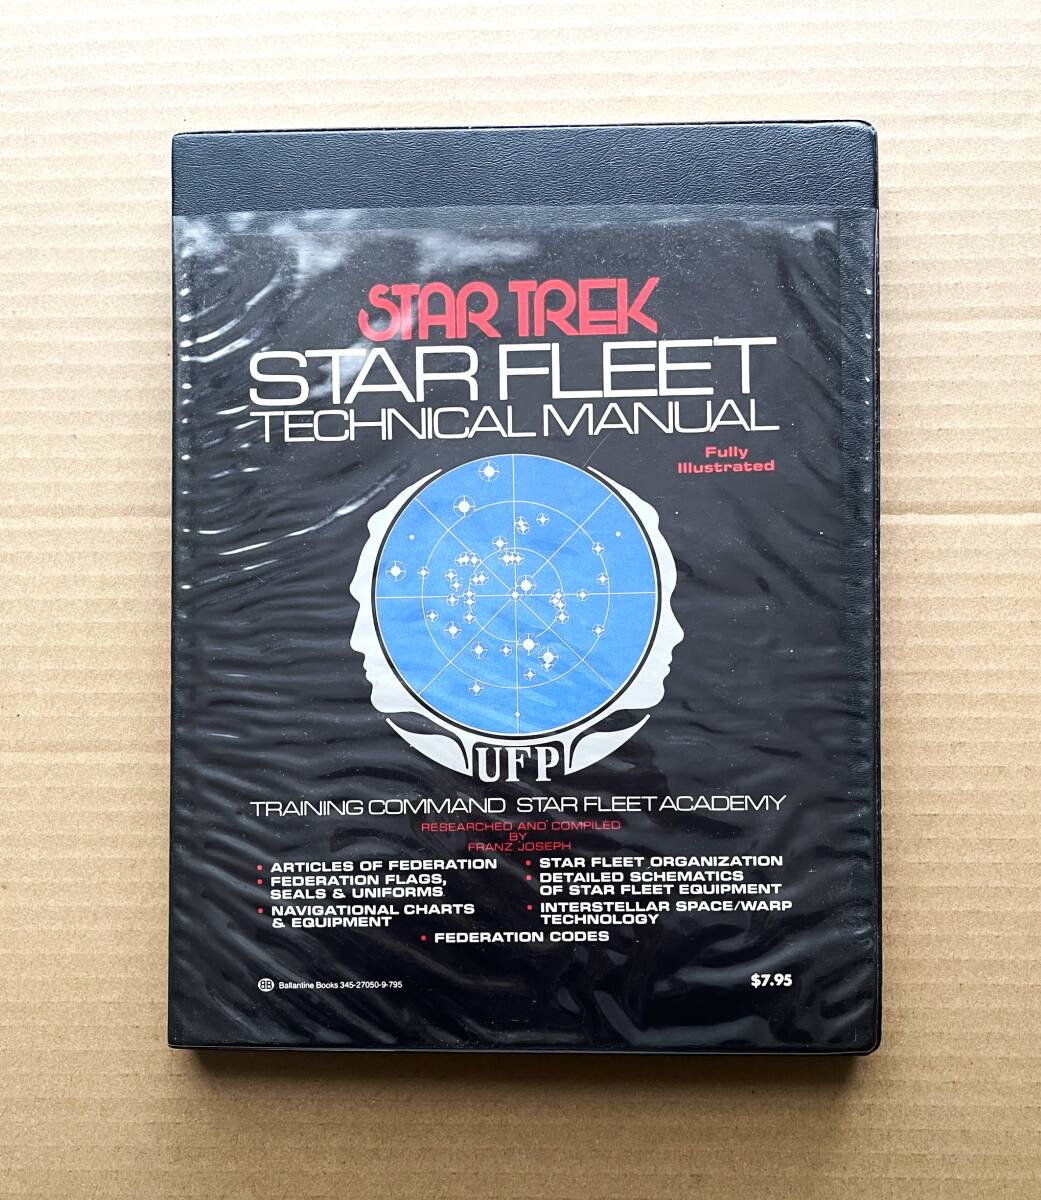 STAR TREK
STAR FLEET
TECHNICAL MANUAL
Fully
Illustrated
UFP
TRAINING COMMAND STAR FLEET ACADEMY
RESEARCHED AND COMPILED
BY
FRANZ JOSEPH
• ARTICLES OF FEDERATION
• FEDERATION FLAGS,
SEALS & UNIFORMS
• NAVIGATIONAL CHARTS
& EQUIPMENT
• STAR FLEET ORGANIZATION
• DETAILED SCHEMATICS
OF STAR FLEET EQUIPMENT
• INTERSTELLAR SPACE/WARP
TECHNOLOGY
• FEDERATION CODES
BB Ballantine Books 345-27050-9-795
$7.95